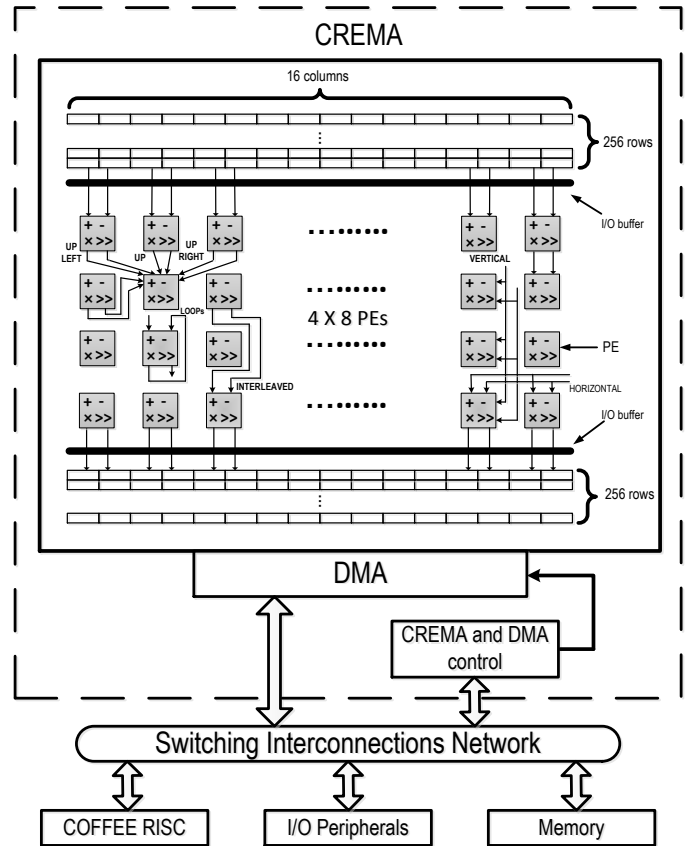 CREMA
16 columns
256 rows
I/O buffer
+ - + - + - + - + -
×>> ×>> ×>> ×>> ×>>
UP LEFT
UP
UP RIGHT
VERTICAL
+ - + - + - + - + -
×>> ×>> ×>> ×>> ×>>
LOOPs
4 X 8 PEs
+ - + - + - + - + -
×>> ×>> ×>> ×>> ×>>
PE
INTERLEAVED
HORIZONTAL
+ - + - + - + - + -
×>> ×>> ×>> ×>> ×>>
I/O buffer
256 rows
DMA
CREMA and DMA
control
Switching Interconnections Network
COFFEE RISC
I/O Peripherals
Memory